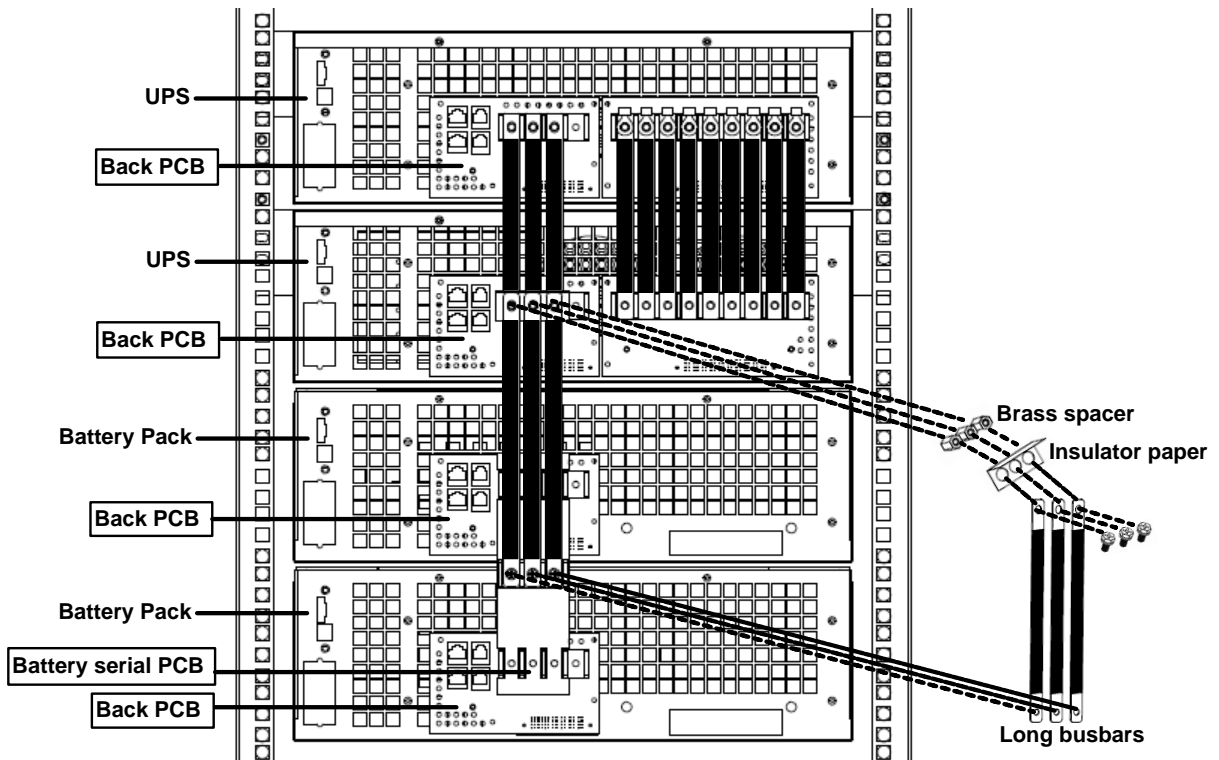 UPS
Back PCB
UPS
Back PCB
Brass spacer
Insulator paper
Battery Pack
Back PCB
Battery Pack
Battery serial PCB
Back PCB
Long busbars